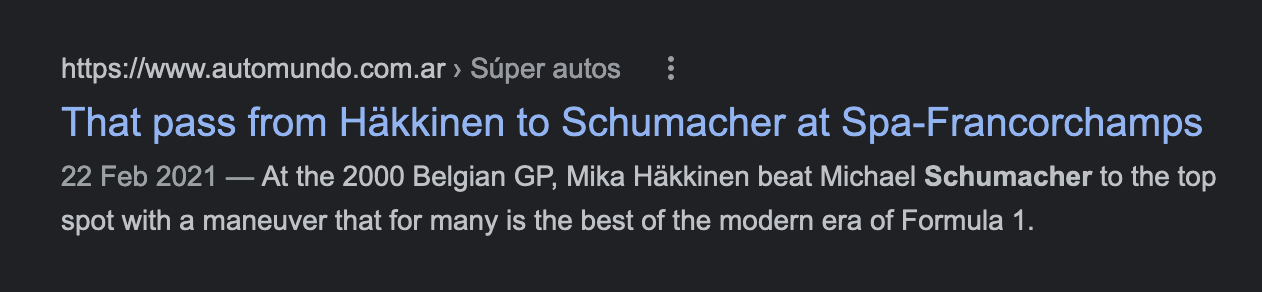 https://www.automundo.com.ar › Súper autos
That pass from Häkkinen to Schumacher at Spa-Francorchamps
22 Feb 2021 — At the 2000 Belgian GP, Mika Häkkinen beat Michael Schumacher to the top
spot with a maneuver that for many is the best of the modern era of Formula 1.